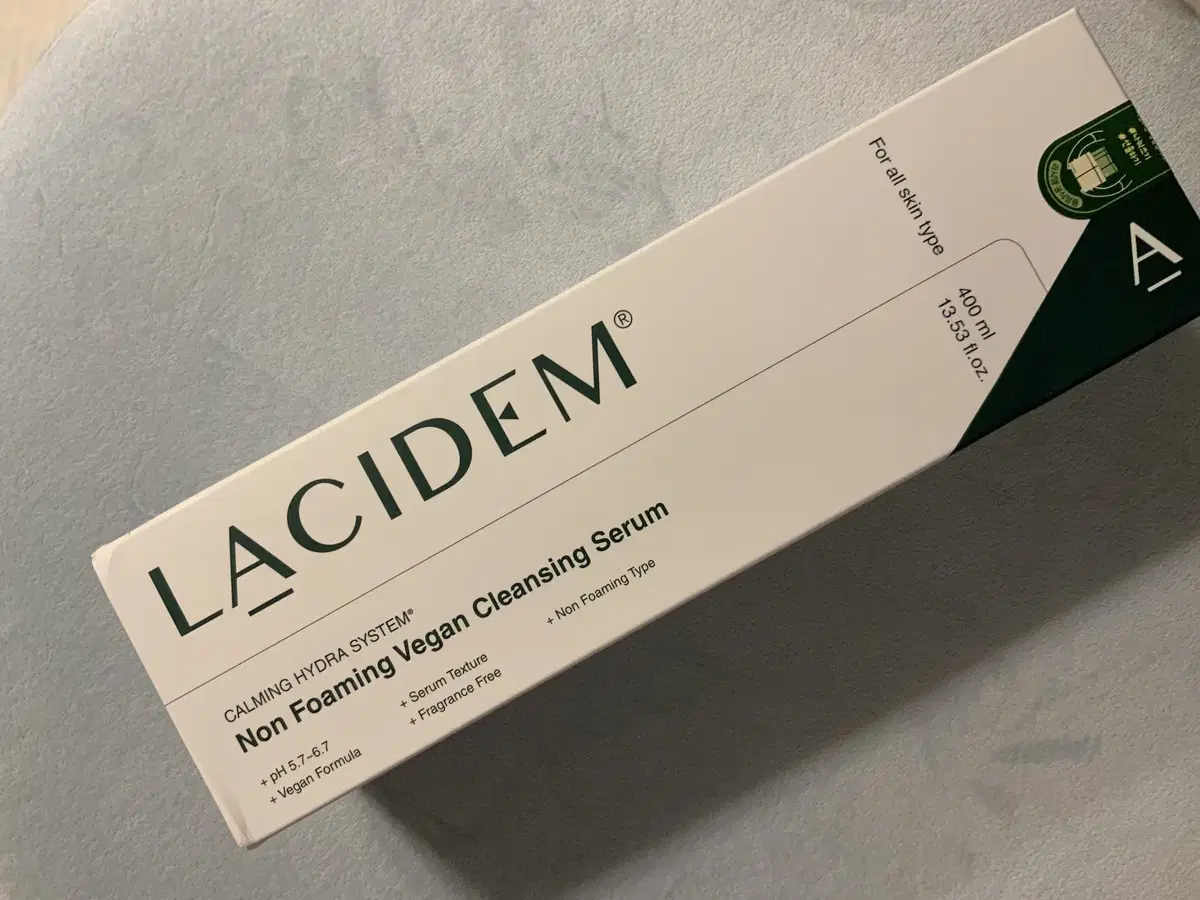 LACIDEM®
For all skin type
400 ml
13.53 fl.oz.
CALMING HYDRA SYSTEM®
Non Foaming Vegan Cleansing Serum
+ pH 5.7–6.7
+ Vegan Formula
+ Serum Texture
+ Fragrance Free
+ Non Foaming Type
A